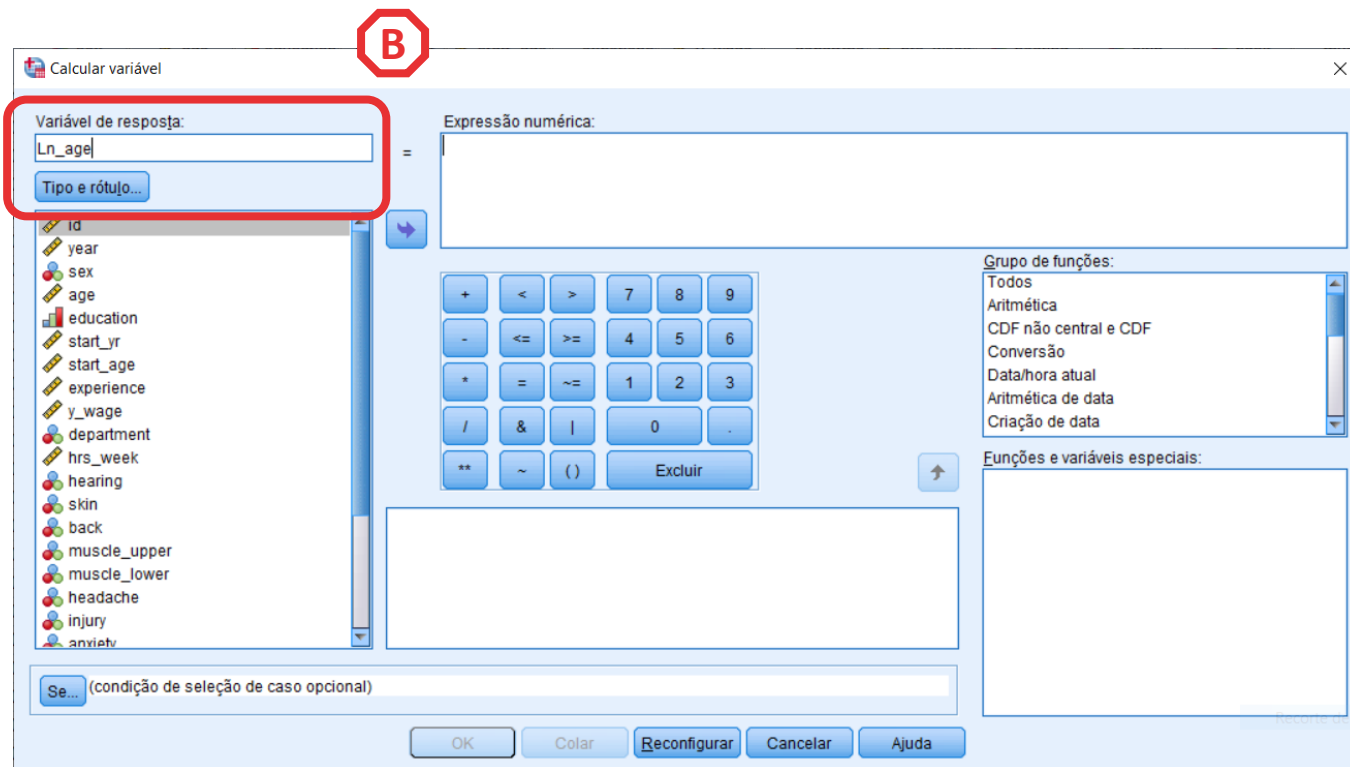 B
Calcular variável
Variável de resposta:
Ln_age
Tipo e rótulo...
=
Expressão numérica:
id
year
sex
age
education
start_yr
start_age
experience
y_wage
department
hrs_week
hearing
skin
back
muscle_upper
muscle_lower
headache
injury
anxiety
+ < > 7 8 9
- <= >= 4 5 6
* = ~= 1 2 3
/ & | 0 .
** ~ ( ) Excluir
Grupo de funções:
Todos
Aritmética
CDF não central e CDF
Conversão
Data/hora atual
Aritmética de data
Criação de data
Funções e variáveis especiais:
Se... (condição de seleção de caso opcional)
OK Colar Reconfigurar Cancelar Ajuda
Recorte de